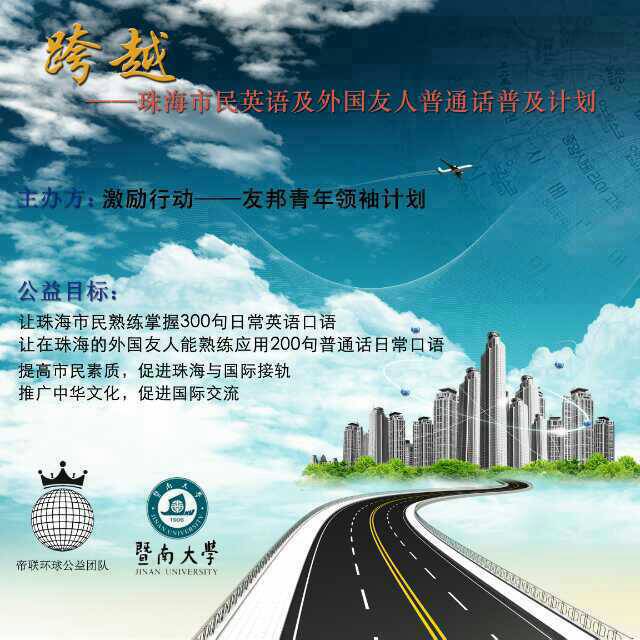 跨越
——珠海市民英语及外国友人普通话普及计划
主办方：激励行动——友邦青年领袖计划
公益目标：
让珠海市民熟练掌握300句日常英语口语
让在珠海的外国友人能熟练应用200句普通话日常口语
提高市民素质，促进珠海与国际接轨
推广中华文化，促进国际交流
帝联环球公益团队
暨南大学
1906
JINAN UNIVERSITY
暨南大學
JINAN UNIVERSITY